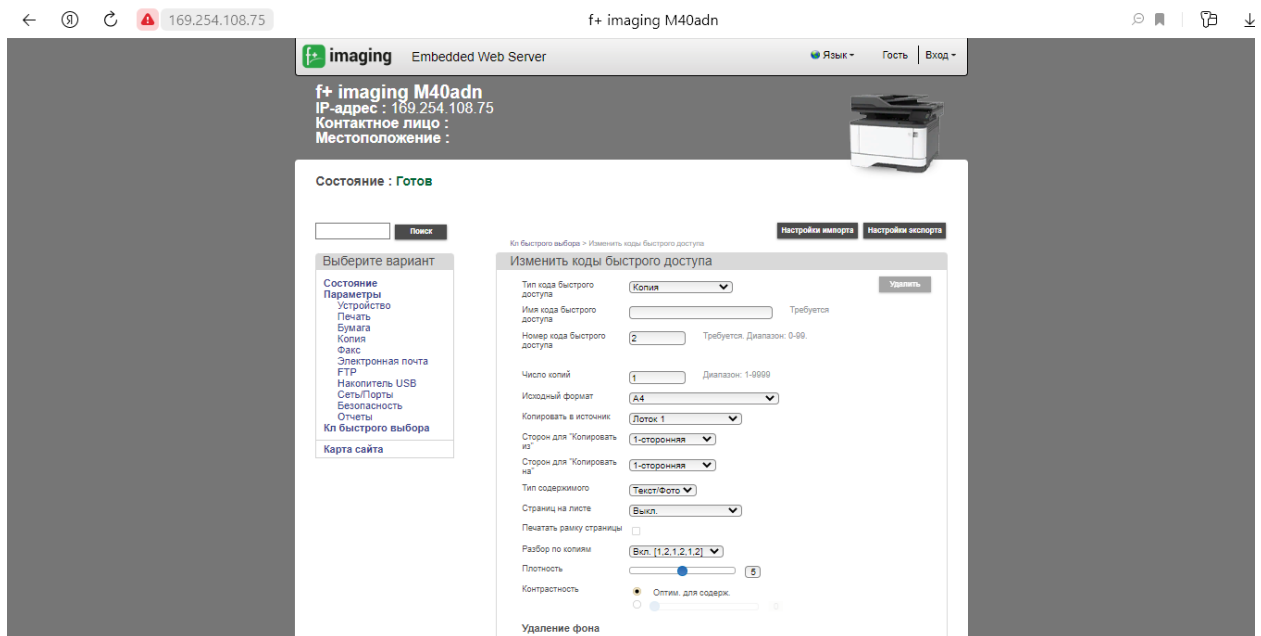 169.254.108.75
f+ imaging M40adn
f+ imaging Embedded Web Server
Язык
Гость
Вход
f+ imaging M40adn
IP-адрес : 169.254.108.75
Контактное лицо :
Местоположение :
Состояние : Готов
Поиск
Настройки импорта
Настройки экспорта
Кл быстрого выбора > Изменить коды быстрого доступа
Выберите вариант
Состояние
Параметры
Устройство
Печать
Бумага
Копия
Факс
Электронная почта
FTP
Накопитель USB
Сеть/Порты
Безопасность
Отчеты
Кл быстрого выбора
Карта сайта
Изменить коды быстрого доступа
Тип кода быстрого
доступа
Копия
Удалить
Имя кода быстрого
доступа
Требуется
Номер кода быстрого
доступа
2
Требуется. Диапазон: 0-99.
Число копий
1
Диапазон: 1-9999
Исходный формат
A4
Копировать в источник
Лоток 1
Сторон для "Копировать
из"
1-сторонняя
Сторон для "Копировать
на"
1-сторонняя
Тип содержимого
Текст/Фото
Страниц на листе
Выкл.
Печатать рамку страницы
Разбор по копиям
Вкл. [1,2,1,2,1,2]
Плотность
5
Контрастность
Оптим. для содерж.
Удаление фона